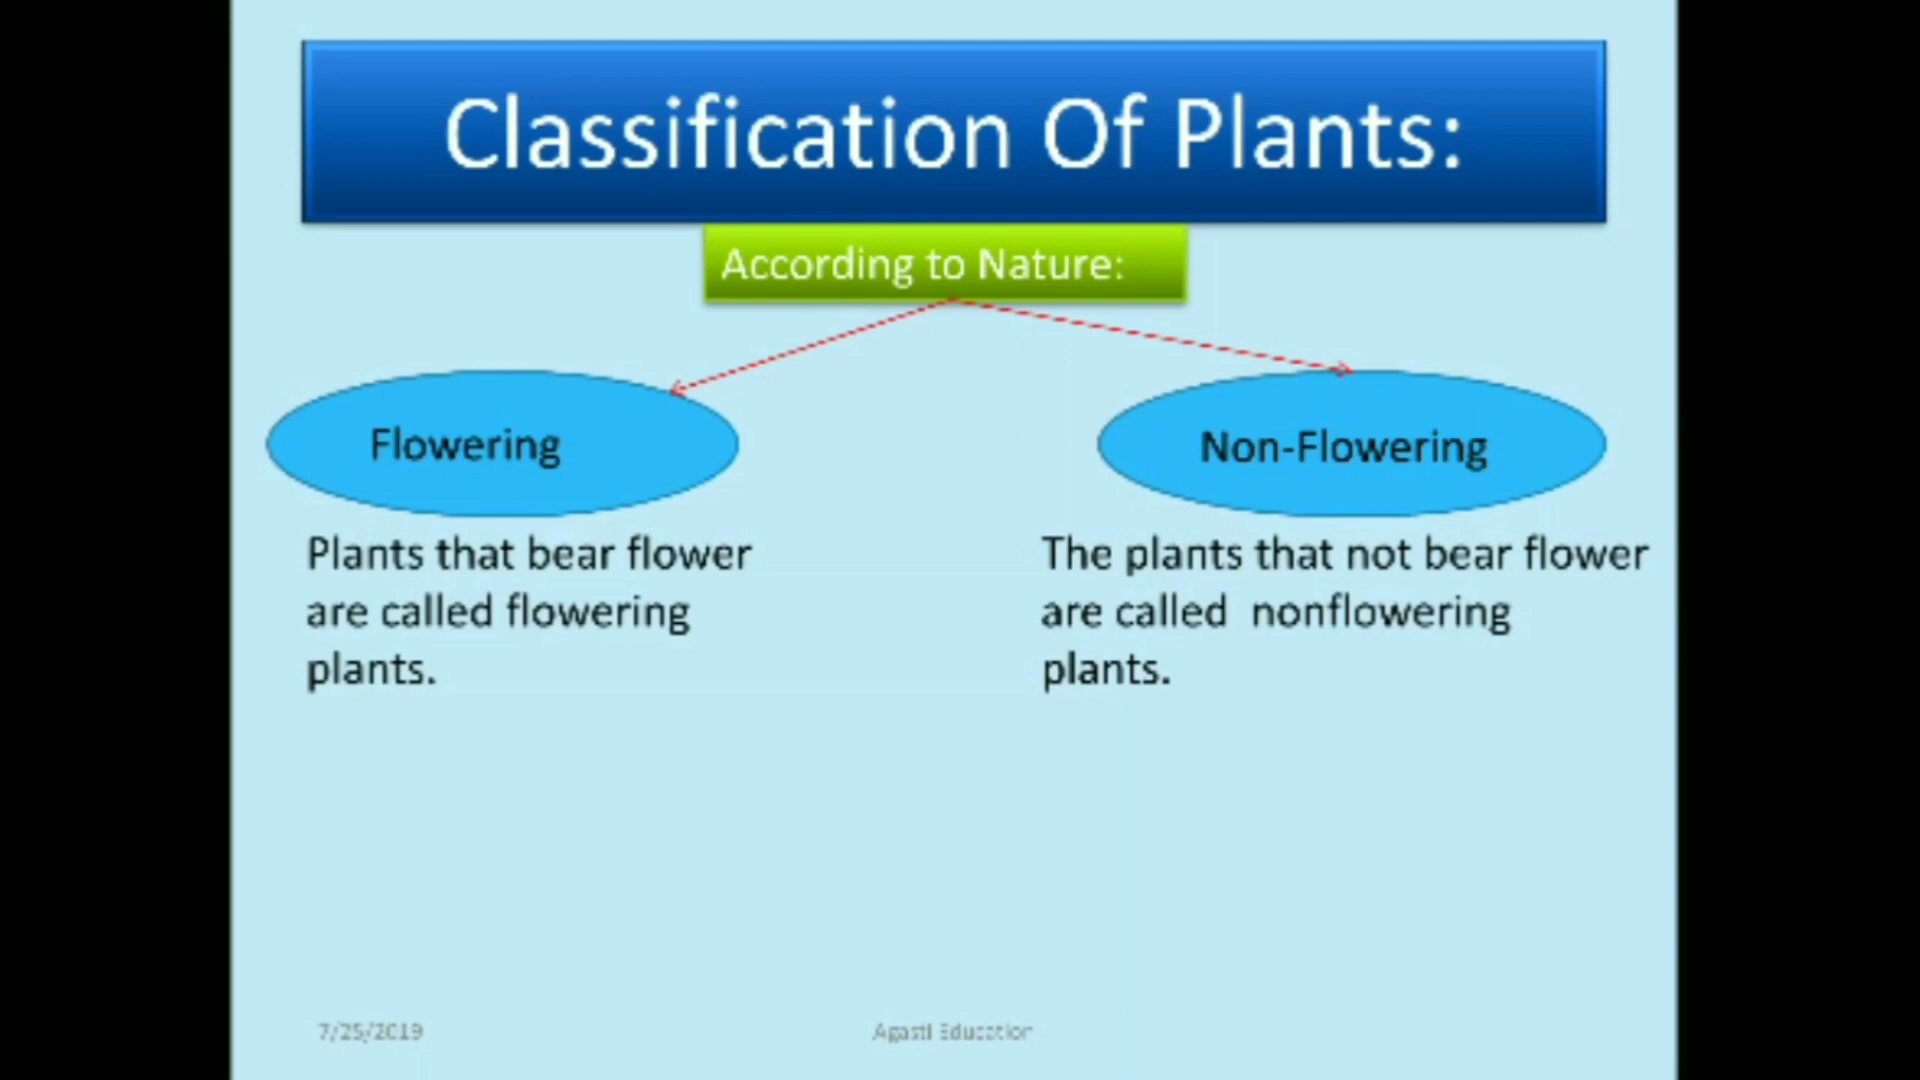 Classification Of Plants:
According to Nature:
Flowering
Non-Flowering
Plants that bear flower
are called flowering
plants.
The plants that not bear flower
are called nonflowering
plants.
7/25/2019
Agasti Education